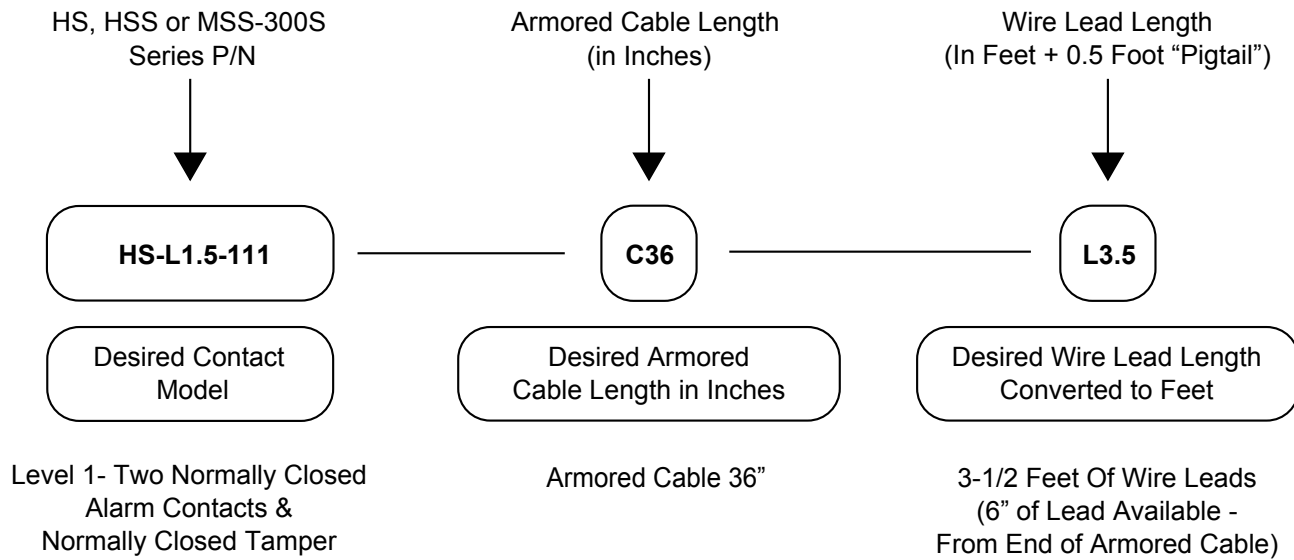 HS, HSS or MSS-300S
Series P/N
Armored Cable Length
(in Inches)
Wire Lead Length
(In Feet + 0.5 Foot “Pigtail”)
HS-L1.5-111
C36
L3.5
Desired Contact
Model
Desired Armored
Cable Length in Inches
Desired Wire Lead Length
Converted to Feet
Level 1- Two Normally Closed
Alarm Contacts &
Normally Closed Tamper
Armored Cable 36”
3-1/2 Feet Of Wire Leads
(6” of Lead Available -
From End of Armored Cable)